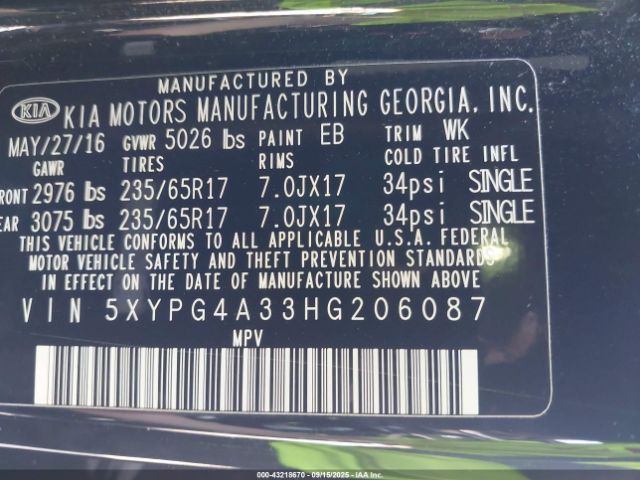 MANUFACTURED BY
KIA KIA MOTORS MANUFACTURING GEORGIA, INC.
MAY/27/16 GVWR 5026 lbs PAINT EB TRIM WK
GAWR TIRES RIMS COLD TIRE INFL
FRONT 2976 lbs 235/65R17 7.0JX17 34psi SINGLE
EAR 3075 lbs 235/65R17 7.0JX17 34psi SINGLE
THIS VEHICLE CONFORMS TO ALL APPLICABLE U.S.A. FEDERAL
MOTOR VEHICLE SAFETY AND THEFT PREVENTION STANDARDS
IN EFFECT ON THE DATE OF MANUFACTURE SHOWN ABOVE.
VIN 5XYPG4A33HG206087
MPV
000-43218670 - 09/15/2025 - IAA Inc.